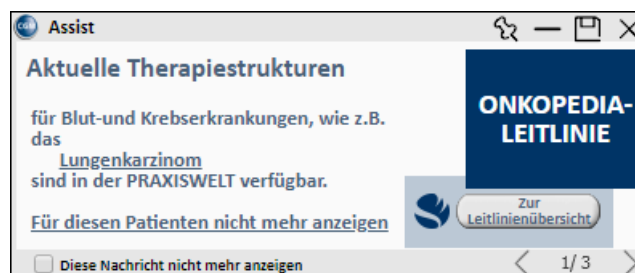 CGM Assist
Aktuelle Therapiestrukturen
für Blut-und Krebserkrankungen, wie z.B.
das
Lungenkarzinom
sind in der PRAXISWELT verfügbar.
Für diesen Patienten nicht mehr anzeigen
ONKOPEDIA-
LEITLINIE
Zur
Leitlinienübersicht
Diese Nachricht nicht mehr anzeigen
1/ 3